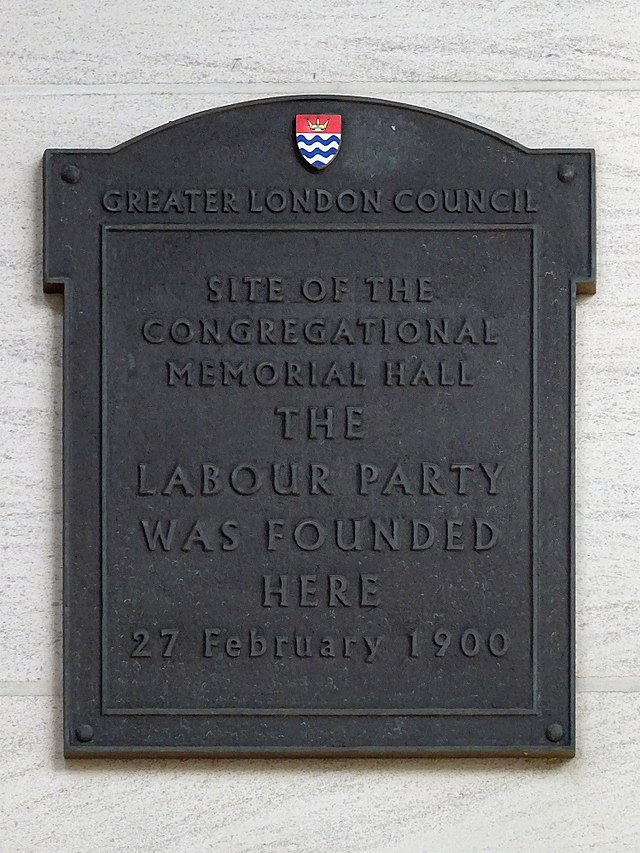 GREATER LONDON COUNCIL
SITE OF THE
CONGREGATIONAL
MEMORIAL HALL
THE
LABOUR PARTY
WAS FOUNDED
HERE
27 February 1900